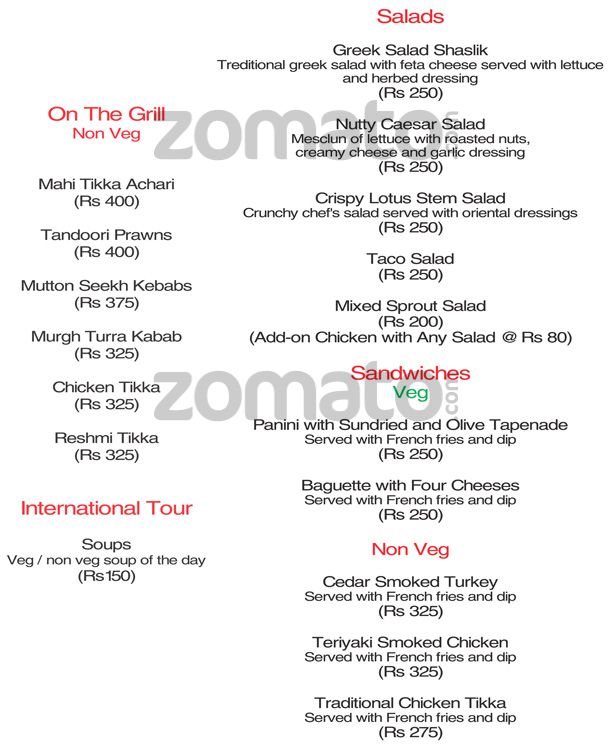 On The Grill
Non Veg
Mahi Tikka Achari
(Rs 400)
Tandoori Prawns
(Rs 400)
Mutton Seekh Kebabs
(Rs 375)
Murgh Turra Kabab
(Rs 325)
Chicken Tikka
(Rs 325)
Reshmi Tikka
(Rs 325)
International Tour
Soups
Veg / non veg soup of the day
(Rs150)
Salads
Greek Salad Shaslik
Treditional greek salad with feta cheese served with lettuce
and herbed dressing
(Rs 250)
Nutty Caesar Salad
Mesclun of lettuce with roasted nuts,
creamy cheese and garlic dressing
(Rs 250)
Crispy Lotus Stem Salad
Crunchy chef's salad served with oriental dressings
(Rs 250)
Taco Salad
(Rs 250)
Mixed Sprout Salad
(Rs 200)
(Add-on Chicken with Any Salad @ Rs 80)
Sandwiches
Veg
Panini with Sundried and Olive Tapenade
Served with French fries and dip
(Rs 250)
Baguette with Four Cheeses
Served with French fries and dip
(Rs 250)
Non Veg
Cedar Smoked Turkey
Served with French fries and dip
(Rs 325)
Teriyaki Smoked Chicken
Served with French fries and dip
(Rs 325)
Traditional Chicken Tikka
Served with French fries and dip
(Rs 275)
zomato.com
zomato.com